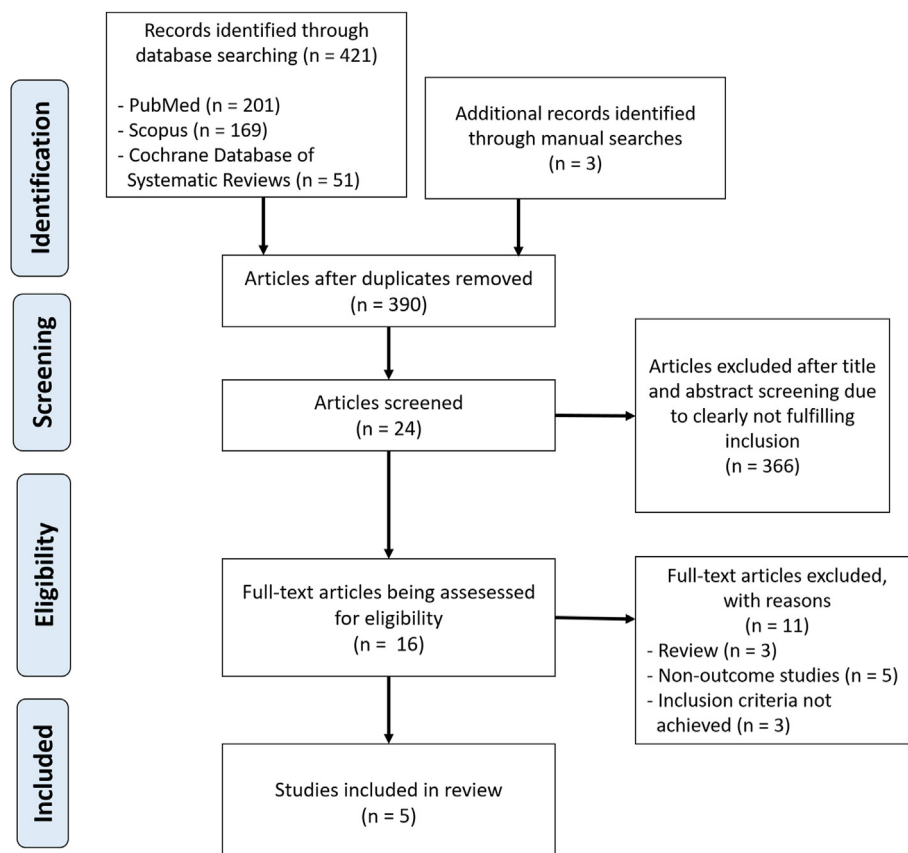 Records identified through
database searching (n = 421)
- PubMed (n = 201)
- Scopus (n = 169)
- Cochrane Database of
Systematic Reviews (n = 51)
Additional records identified
through manual searches
(n = 3)
Identification
Articles after duplicates removed
(n = 390)
Screening
Articles screened
(n = 24)
Articles excluded after title
and abstract screening due
to clearly not fulfilling
inclusion
(n = 366)
Eligibility
Full-text articles being assesessed
for eligibility
(n = 16)
Full-text articles excluded,
with reasons
(n = 11)
- Review (n = 3)
- Non-outcome studies (n = 5)
- Inclusion criteria not
achieved (n = 3)
Included
Studies included in review
(n = 5)